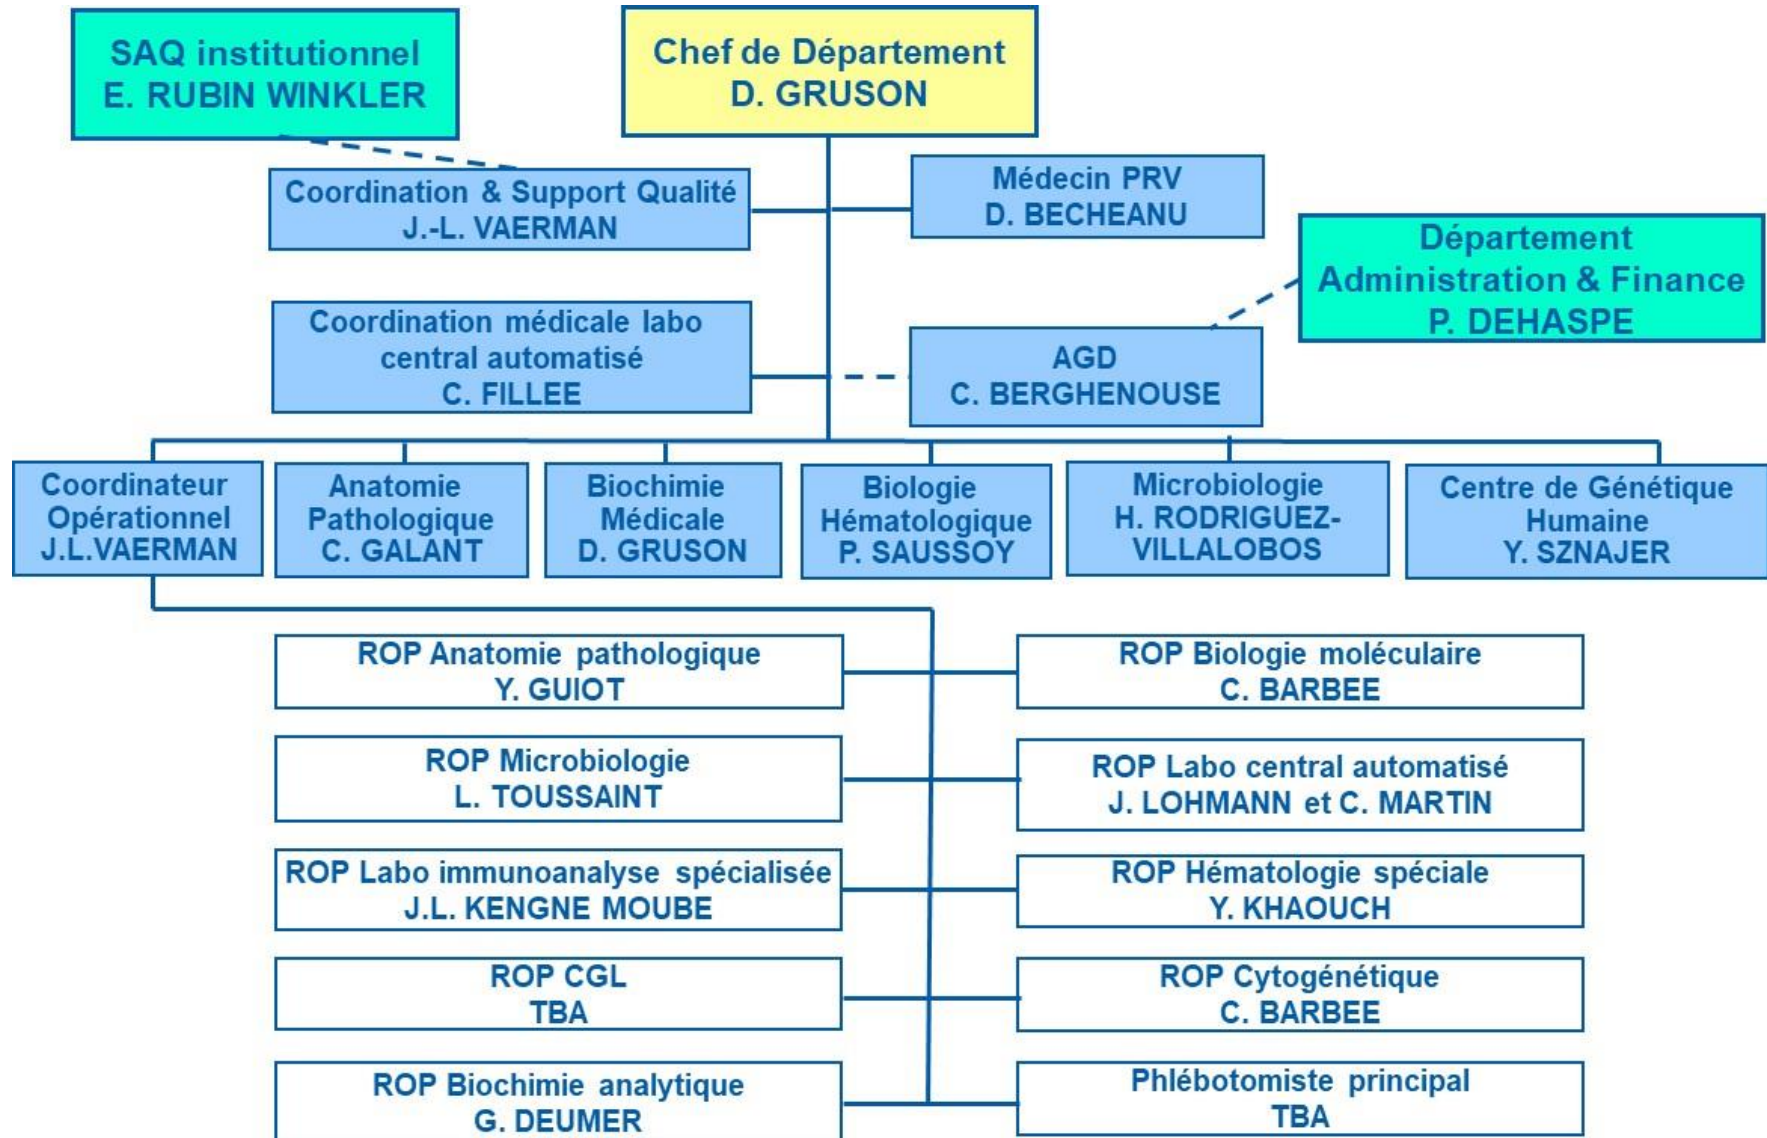 SAQ institutionnel
E. RUBIN WINKLER
Chef de Département
D. GRUSON
Coordination & Support Qualité
J.-L. VAERMAN
Médecin PRV
D. BECHEANU
Département
Administration & Finance
P. DEHASPE
Coordination médicale labo
central automatisé
C. FILLEE
AGD
C. BERGHENOUSE
Coordinateur
Opérationnel
J.L.VAERMAN
Anatomie
Pathologique
C. GALANT
Biochimie
Médicale
D. GRUSON
Biologie
Hématologique
P. SAUSSOY
Microbiologie
H. RODRIGUEZ-
VILLALOBOS
Centre de Génétique
Humaine
Y. SZNAJER
ROP Anatomie pathologique
Y. GUIOT
ROP Biologie moléculaire
C. BARBEE
ROP Microbiologie
L. TOUSSAINT
ROP Labo central automatisé
J. LOHMANN et C. MARTIN
ROP Labo immunoanalyse spécialisée
J.L. KENGNE MOUBE
ROP Hématologie spéciale
Y. KHAOUCH
ROP CGL
TBA
ROP Cytogénétique
C. BARBEE
ROP Biochimie analytique
G. DEUMER
Phlébotomiste principal
TBA